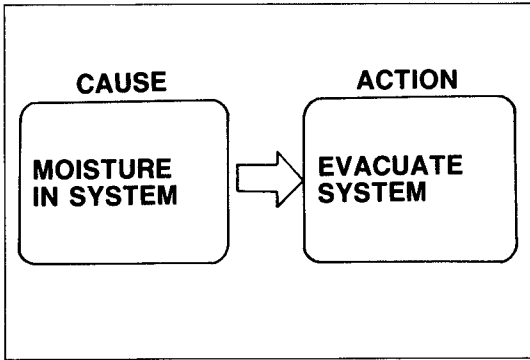 CAUSE
ACTION
MOISTURE
IN SYSTEM
EVACUATE
SYSTEM